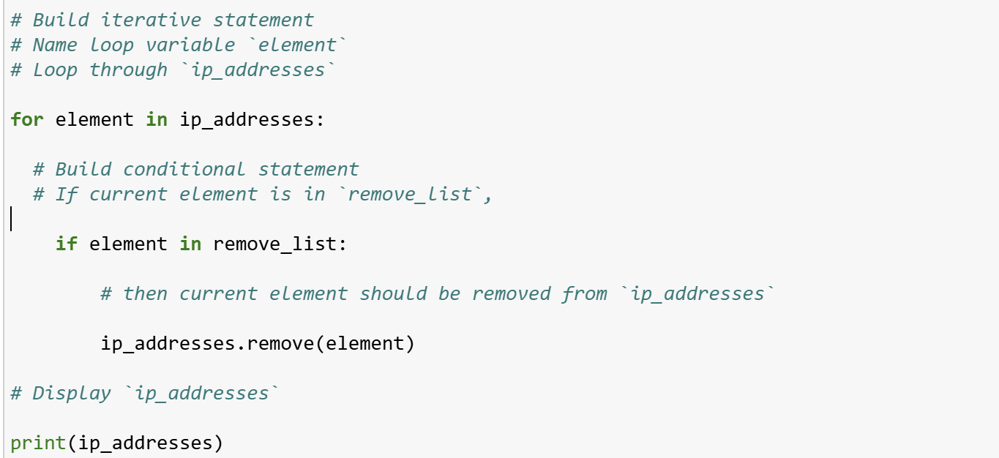 # Build iterative statement
# Name loop variable `element`
# Loop through `ip_addresses`
for element in ip_addresses:
# Build conditional statement
# If current element is in `remove_list`,
if element in remove_list:
# then current element should be removed from `ip_addresses`
ip_addresses.remove(element)
# Display `ip_addresses`
print(ip_addresses)